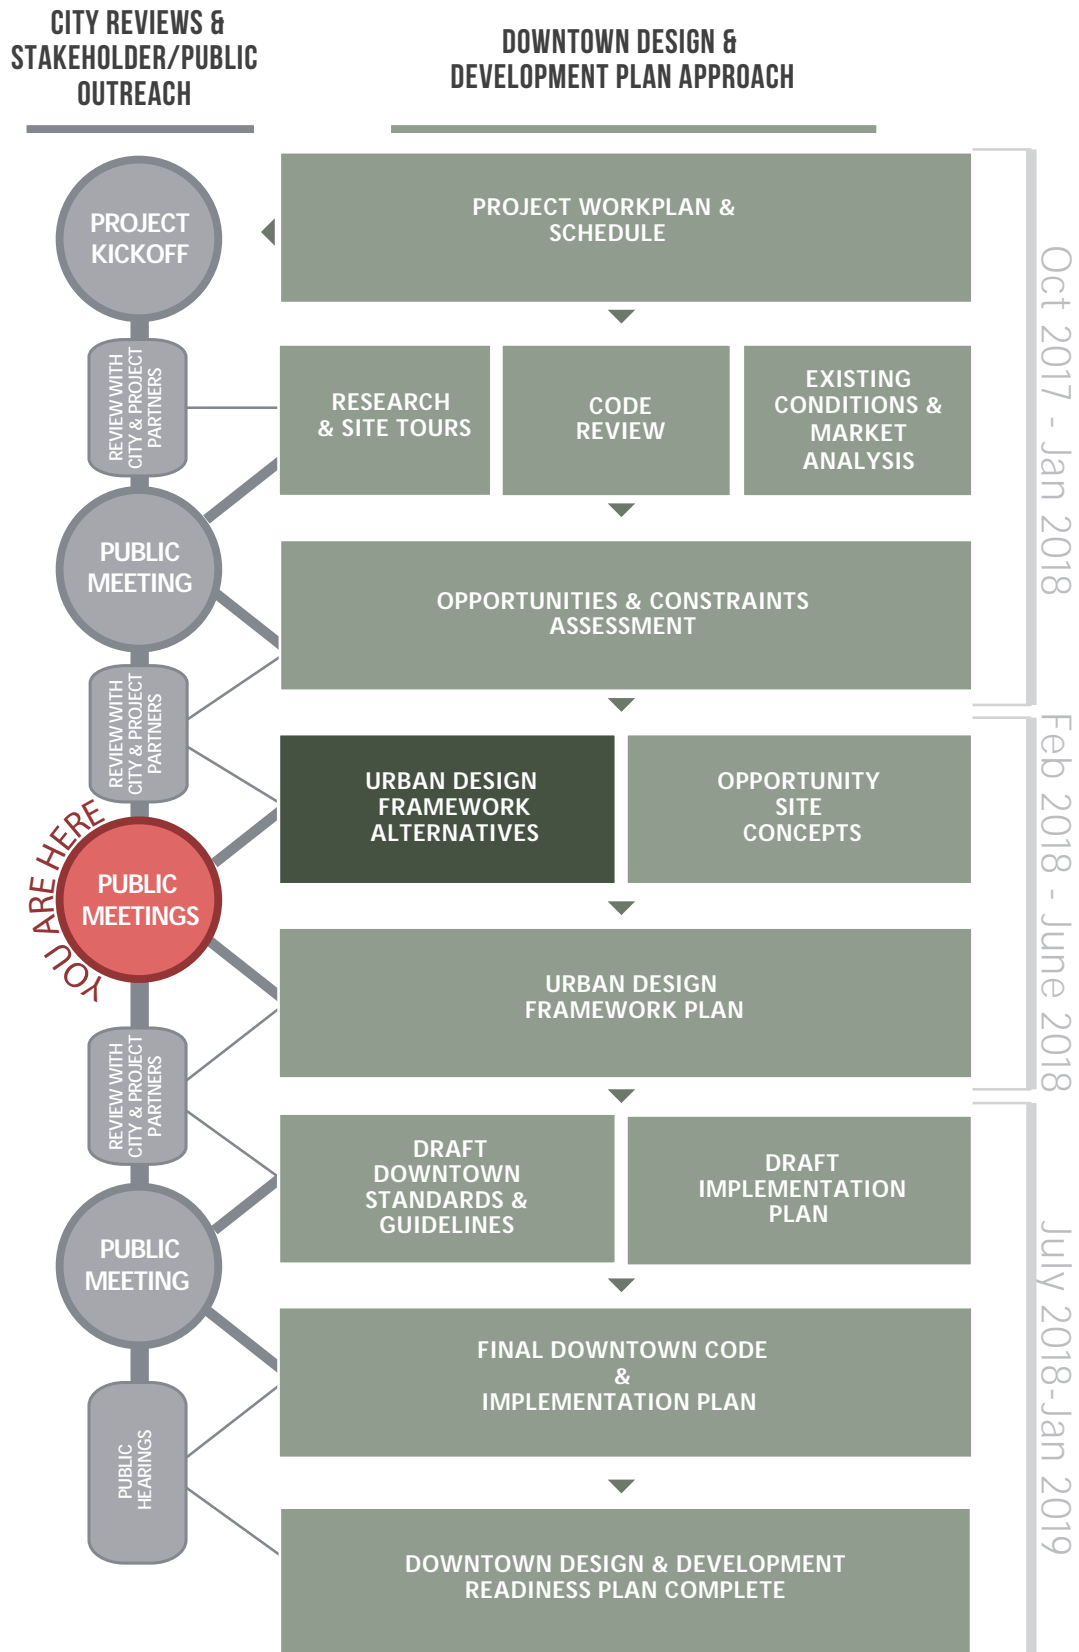 CITY REVIEWS &
STAKEHOLDER/PUBLIC
OUTREACH
DOWNTOWN DESIGN &
DEVELOPMENT PLAN APPROACH
PROJECT
KICKOFF
PROJECT WORKPLAN &
SCHEDULE
Oct 2017 - Jan 2018
REVIEW WITH
CITY & PROJECT
PARTNERS
RESEARCH
& SITE TOURS
CODE
REVIEW
EXISTING
CONDITIONS &
MARKET
ANALYSIS
PUBLIC
MEETING
OPPORTUNITIES & CONSTRAINTS
ASSESSMENT
REVIEW WITH
CITY & PROJECT
PARTNERS
URBAN DESIGN
FRAMEWORK
ALTERNATIVES
OPPORTUNITY
SITE
CONCEPTS
Feb 2018 - June 2018
YOU ARE HERE
PUBLIC
MEETINGS
URBAN DESIGN
FRAMEWORK PLAN
REVIEW WITH
CITY & PROJECT
PARTNERS
DRAFT
DOWNTOWN
STANDARDS &
GUIDELINES
DRAFT
IMPLEMENTATION
PLAN
July 2018-Jan 2019
PUBLIC
MEETING
FINAL DOWNTOWN CODE
&
IMPLEMENTATION PLAN
PUBLIC
HEARINGS
DOWNTOWN DESIGN & DEVELOPMENT
READINESS PLAN COMPLETE